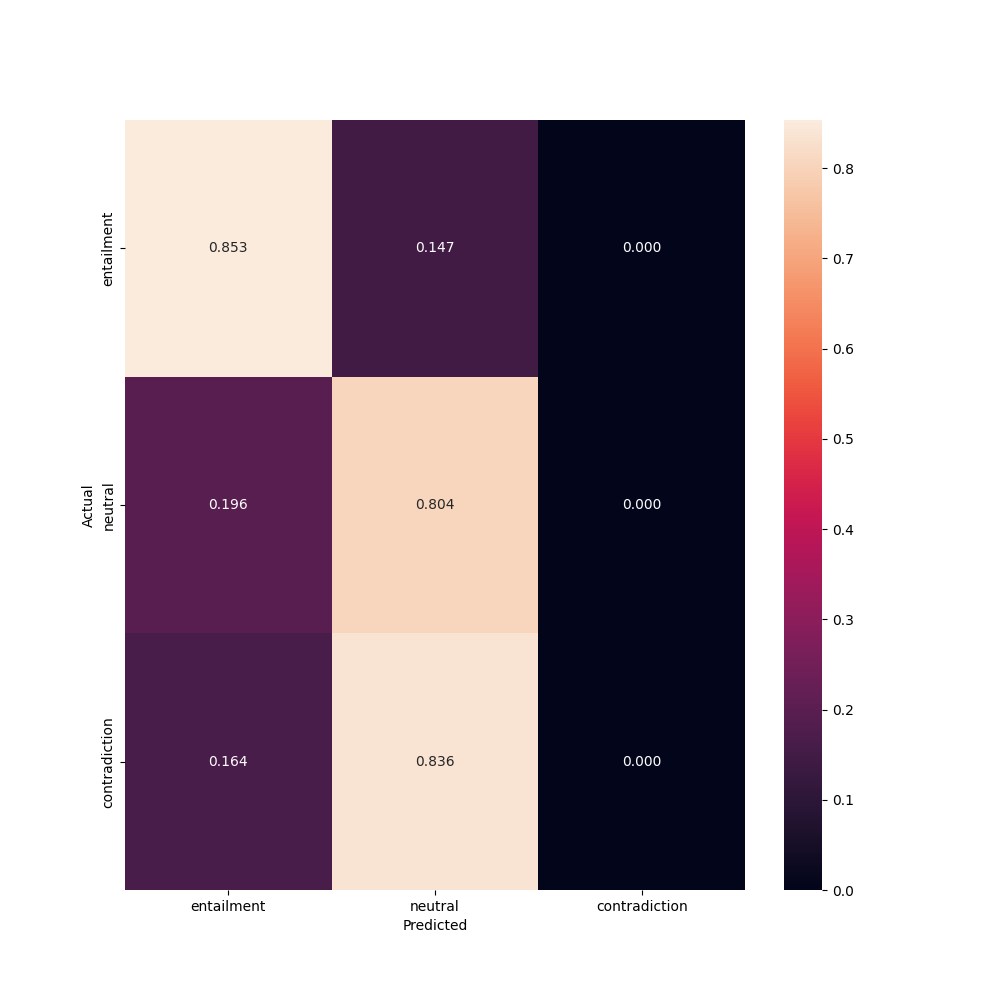 entailment
0.853 0.147 0.000
Actual
neutral
0.196 0.804 0.000
contradiction
0.164 0.836 0.000
entailment neutral contradiction
Predicted
0.8
0.7
0.6
0.5
0.4
0.3
0.2
0.1
0.0